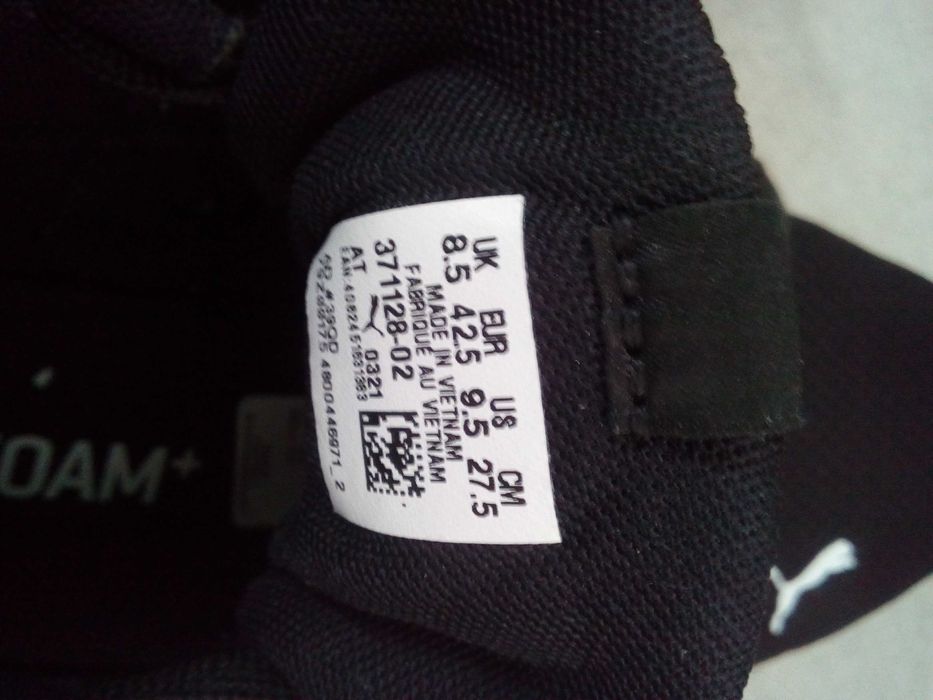 UK EUR US CM
8.5 42.5 9.5 27.5
MADE IN VIETNAM
FABRIQUÉ AU VIETNAM
371128-02
AT 0321
OAM+